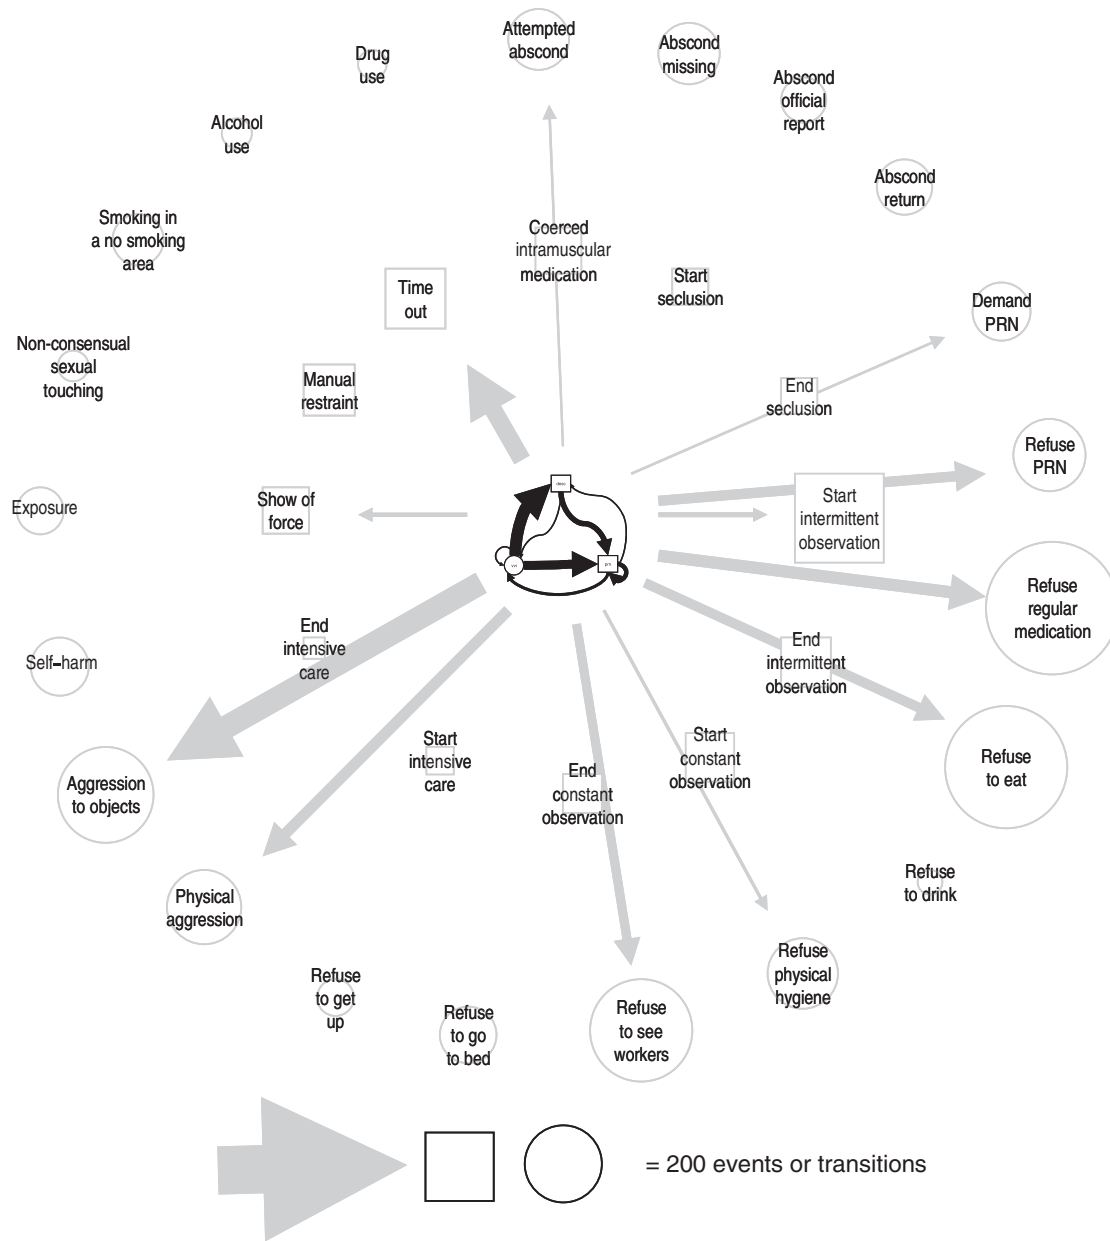 Attempted
abscond
Drug
use
Abscond
missing
Abscond
official
report
Alcohol
use
Abscond
return
Smoking in
a no smoking
area
Coerced
intramuscular
medication
Time
out
Start
seclusion
Demand
PRN
Non-consensual
sexual
touching
Manual
restraint
End
seclusion
Refuse
PRN
Exposure
Show of
force
Start
intermittent
observation
Refuse
regular
medication
End
intensive
care
End
intermittent
observation
Self-harm
Start
intensive
care
Start
constant
observation
End
constant
observation
Refuse
to eat
Aggression
to objects
Refuse
to drink
Physical
aggression
Refuse
to get
up
Refuse
to go
to bed
Refuse
to see
workers
Refuse
physical
hygiene
= 200 events or transitions